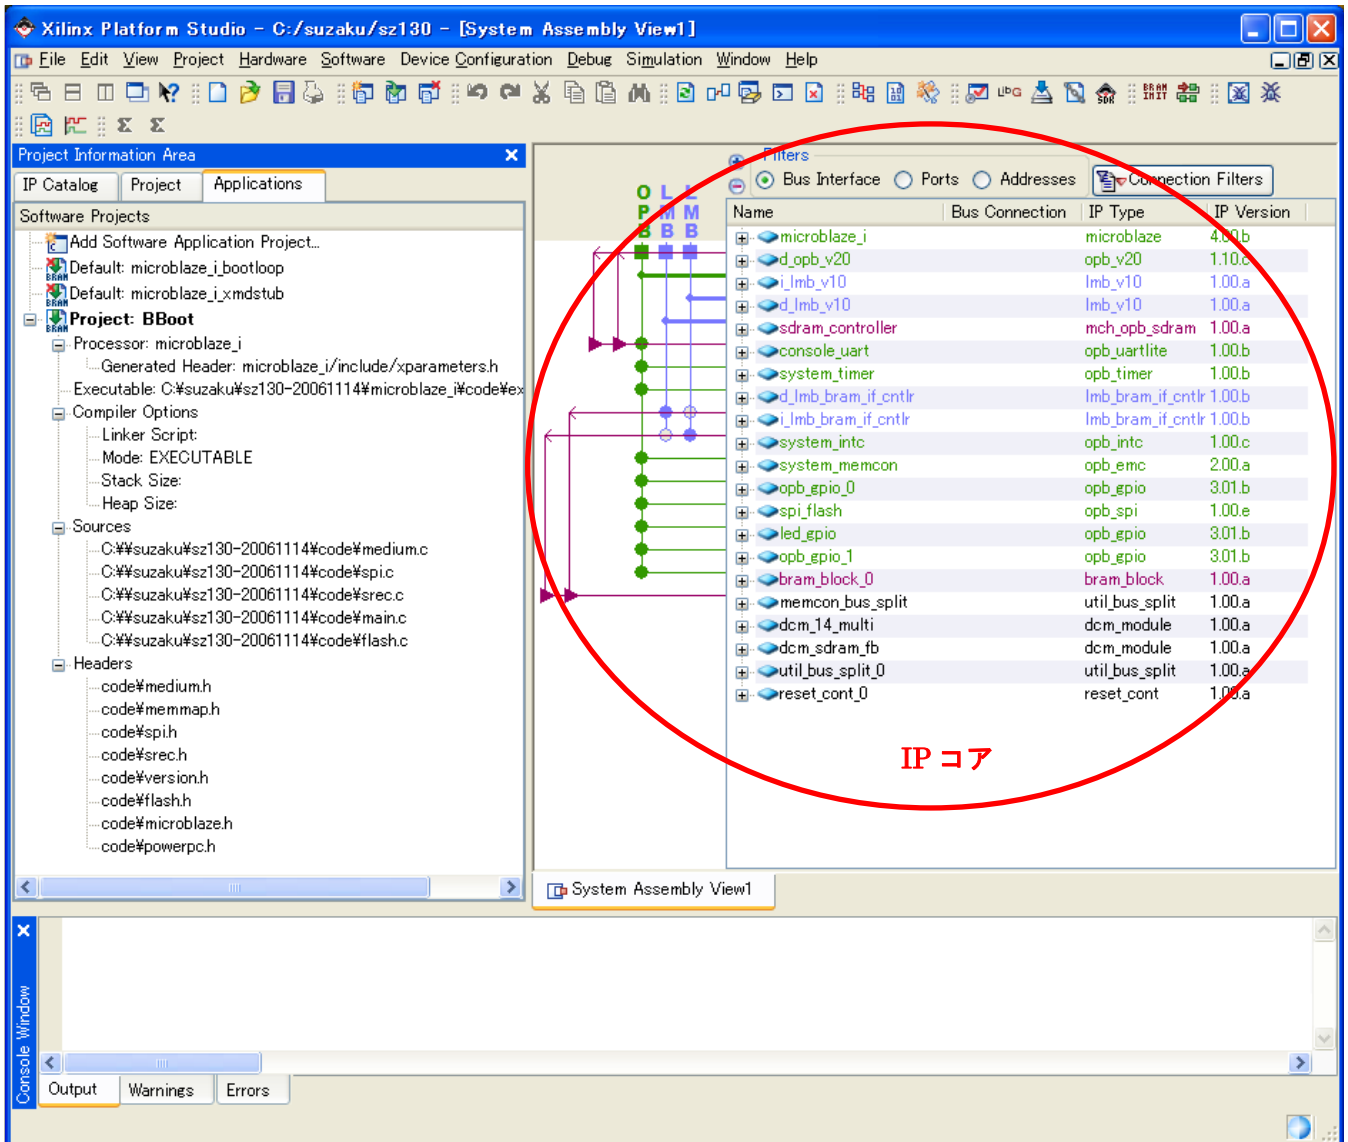 Xilinx Platform Studio - C:/suzaku/sz130 - [System Assembly View1]
File Edit View Project Hardware Software Device Configuration Debug Simulation Window Help
Project Information Area
IP Catalog Project Applications
Software Projects
Add Software Application Project...
Default: microblaze_i_bootloop
Default: microblaze_i_xmdstub
Project: BBoot
Processor: microblaze_i
Generated Header: microblaze_i/include/xparameters.h
Executable: C:¥suzaku¥sz130-20061114¥microblaze_i¥code¥ex
Compiler Options
Linker Script:
Mode: EXECUTABLE
Stack Size:
Heap Size:
Sources
C:¥¥suzaku¥sz130-20061114¥code¥medium.c
C:¥¥suzaku¥sz130-20061114¥code¥spi.c
C:¥¥suzaku¥sz130-20061114¥code¥srec.c
C:¥¥suzaku¥sz130-20061114¥code¥main.c
C:¥¥suzaku¥sz130-20061114¥code¥flash.c
Headers
code¥medium.h
code¥memmap.h
code¥spi.h
code¥srec.h
code¥version.h
code¥flash.h
code¥microblaze.h
code¥powerpc.h
OPB LMB LMB
Filters
Bus Interface Ports Addresses Connection Filters
Name Bus Connection IP Type IP Version
microblaze_i microblaze 4.00.b
d_opb_v20 opb_v20 1.10.c
i_lmb_v10 lmb_v10 1.00.a
d_lmb_v10 lmb_v10 1.00.a
sdram_controller mch_opb_sdram 1.00.a
console_uart opb_uartlite 1.00.b
system_timer opb_timer 1.00.b
d_lmb_bram_if_cntlr lmb_bram_if_cntlr 1.00.b
i_lmb_bram_if_cntlr lmb_bram_if_cntlr 1.00.b
system_intc opb_intc 1.00.c
system_memcon opb_emc 2.00.a
opb_gpio_0 opb_gpio 3.01.b
spi_flash opb_spi 1.00.e
led_gpio opb_gpio 3.01.b
opb_gpio_1 opb_gpio 3.01.b
bram_block_0 bram_block 1.00.a
memcon_bus_split util_bus_split 1.00.a
dcm_14_multi dcm_module 1.00.a
dcm_sdram_fb dcm_module 1.00.a
util_bus_split_0 util_bus_split 1.00.a
reset_cont_0 reset_cont 1.00.a
IP コア
System Assembly View1
Console Window
Output Warnings Errors